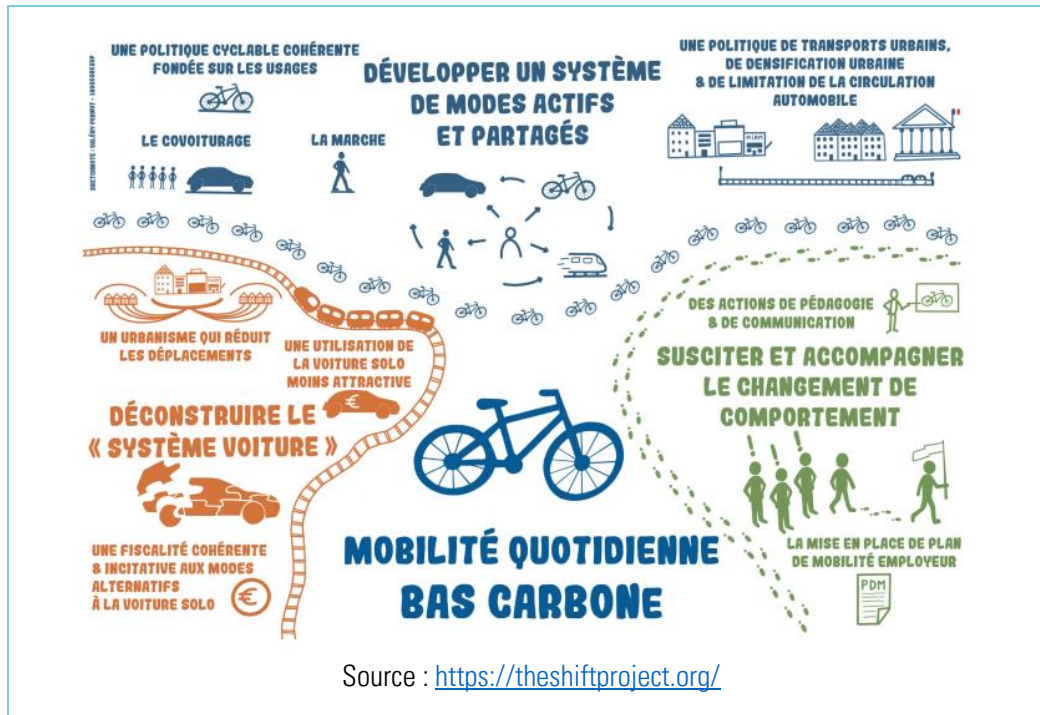 UNE POLITIQUE CYCLABLE COHÉRENTE
FONDÉE SUR LES USAGES
LE COVOITURAGE
LA MARCHE
DÉVELOPPER UN SYSTÈME
DE MODES ACTIFS
ET PARTAGÉS
UNE POLITIQUE DE TRANSPORTS URBAINS,
DE DENSIFICATION URBAINE
& DE LIMITATION DE LA CIRCULATION
AUTOMOBILE
UN URBANISME QUI RÉDUIT
LES DÉPLACEMENTS
UNE UTILISATION DE
LA VOITURE SOLO
MOINS ATTRACTIVE
€
DÉCONSTRUIRE LE
« SYSTÈME VOITURE »
UNE FISCALITÉ COHÉRENTE
& INCITATIVE AUX MODES
ALTERNATIFS
À LA VOITURE SOLO
€
DES ACTIONS DE PÉDAGOGIE
& DE COMMUNICATION
SUSCITER ET ACCOMPAGNER
LE CHANGEMENT DE
COMPORTEMENT
! ! ! !
LA MISE EN PLACE DE PLAN
DE MOBILITÉ EMPLOYEUR
PDM
MOBILITÉ QUOTIDIENNE
BAS CARBONE
Source : https://theshiftproject.org/